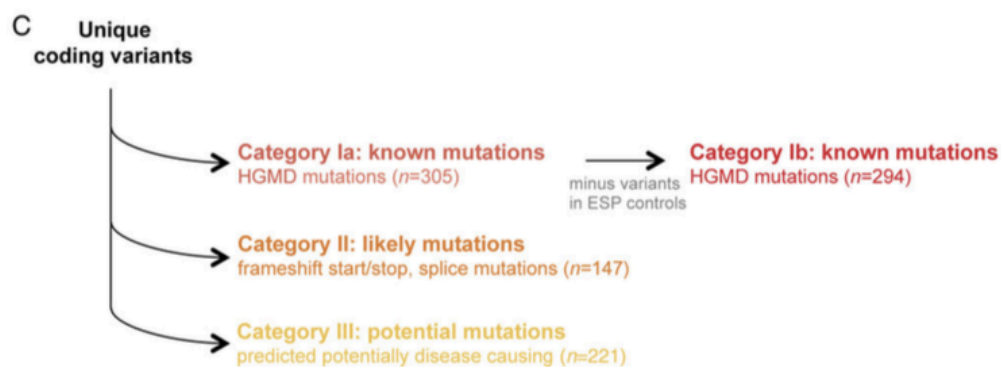 C
Unique
coding variants
Category Ia: known mutations
HGMD mutations (n=305)
minus variants
in ESP controls
Category Ib: known mutations
HGMD mutations (n=294)
Category II: likely mutations
frameshift start/stop, splice mutations (n=147)
Category III: potential mutations
predicted potentially disease causing (n=221)